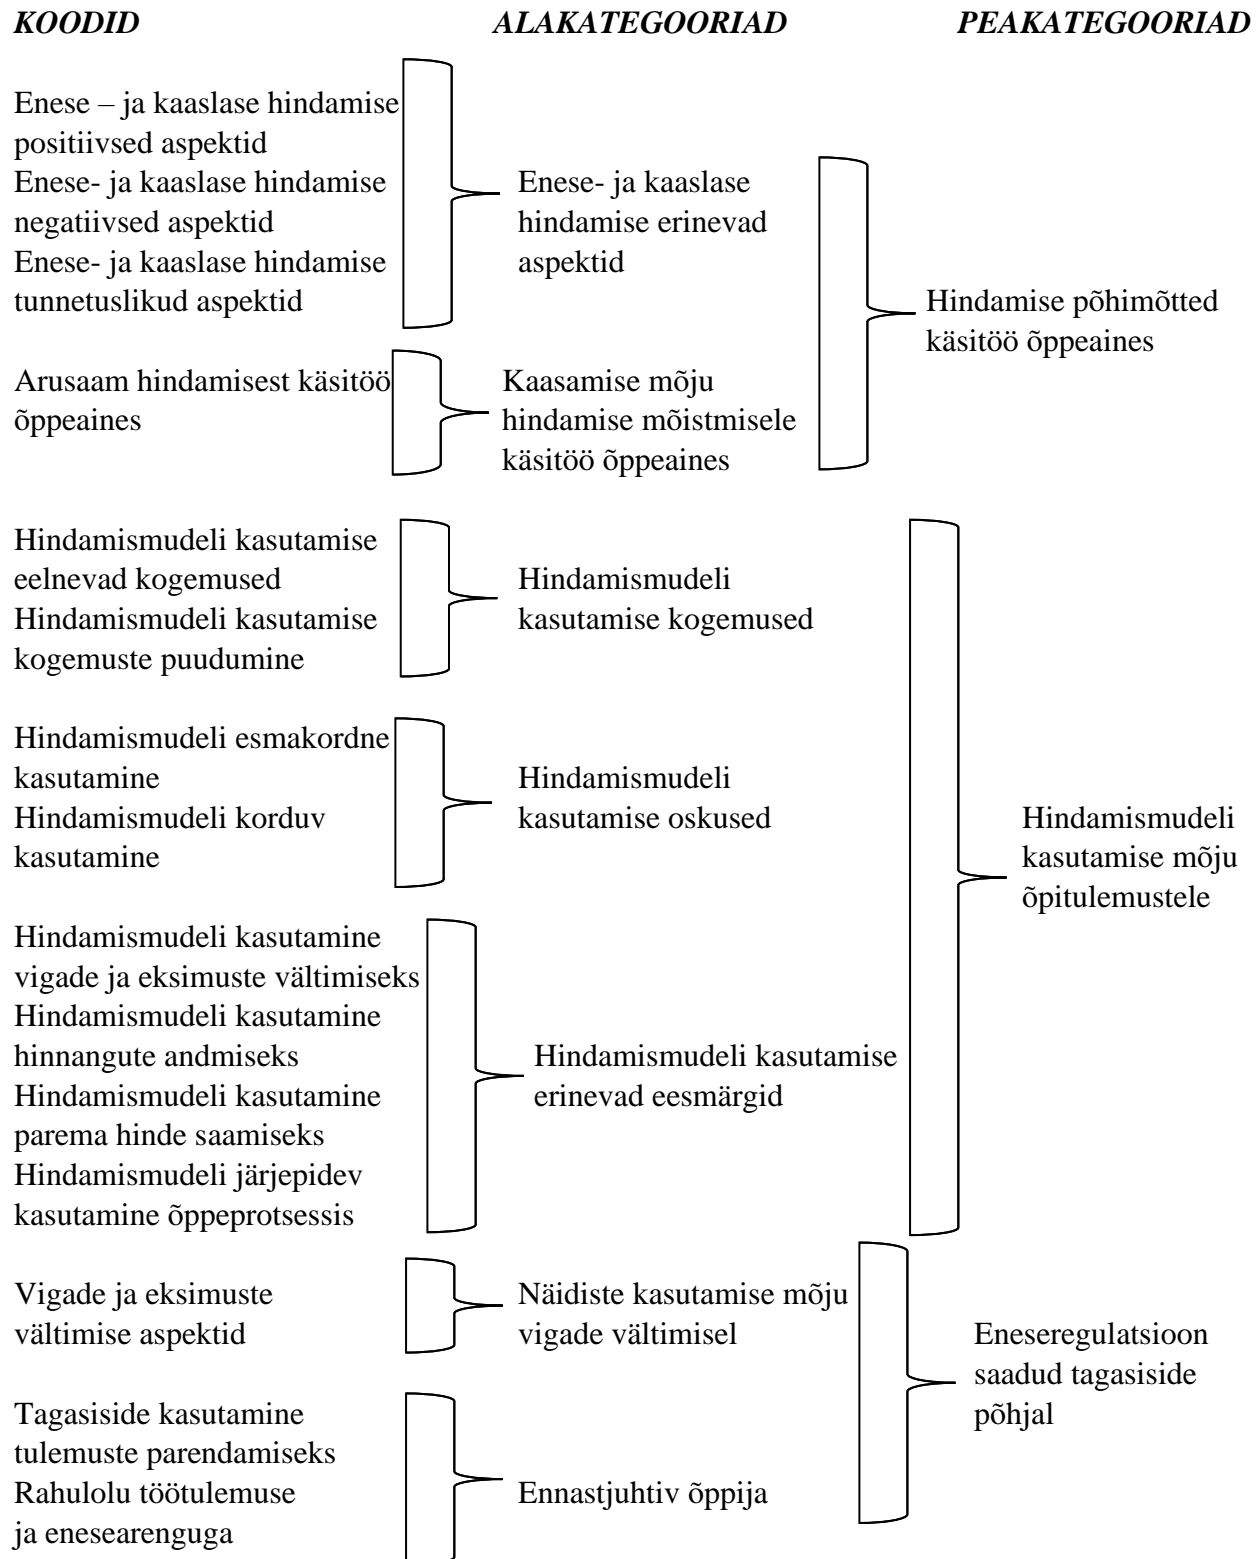 KOODID ALAKATEGOORIAD PEAKATEGOORIAD
Enese – ja kaaslase hindamise
positiivsed aspektid
Enese- ja kaaslase hindamise
negatiivsed aspektid
Enese- ja kaaslase hindamise
tunnetuslikud aspektid
Enese- ja kaaslase
hindamise erinevad
aspektid
Arusaam hindamisest käsitöö
õppeaines
Kaasamise mõju
hindamise mõistmisele
käsitöö õppeaines
Hindamise põhimõtted
käsitöö õppeaines
Hindamismudeli kasutamise
eelnevad kogemused
Hindamismudeli kasutamise
kogemuste puudumine
Hindamismudeli
kasutamise kogemused
Hindamismudeli esmakordne
kasutamine
Hindamismudeli korduv
kasutamine
Hindamismudeli
kasutamise oskused
Hindamismudeli kasutamine
vigade ja eksimuste vältimiseks
Hindamismudeli kasutamine
hinnangute andmiseks
Hindamismudeli kasutamine
parema hinde saamiseks
Hindamismudeli järjepidev
kasutamine õppeprotsessis
Hindamismudeli kasutamise
erinevad eesmärgid
Hindamismudeli
kasutamise mõju
õpitulemustele
Vigade ja eksimuste
vältimise aspektid
Näidiste kasutamise mõju
vigade vältimisel
Tagasiside kasutamine
tulemuste parendamiseks
Rahulolu töötulemuse
ja enesearenguga
Ennastjuhtiv õppija
Eneseregulatsioon
saadud tagasiside
põhjal